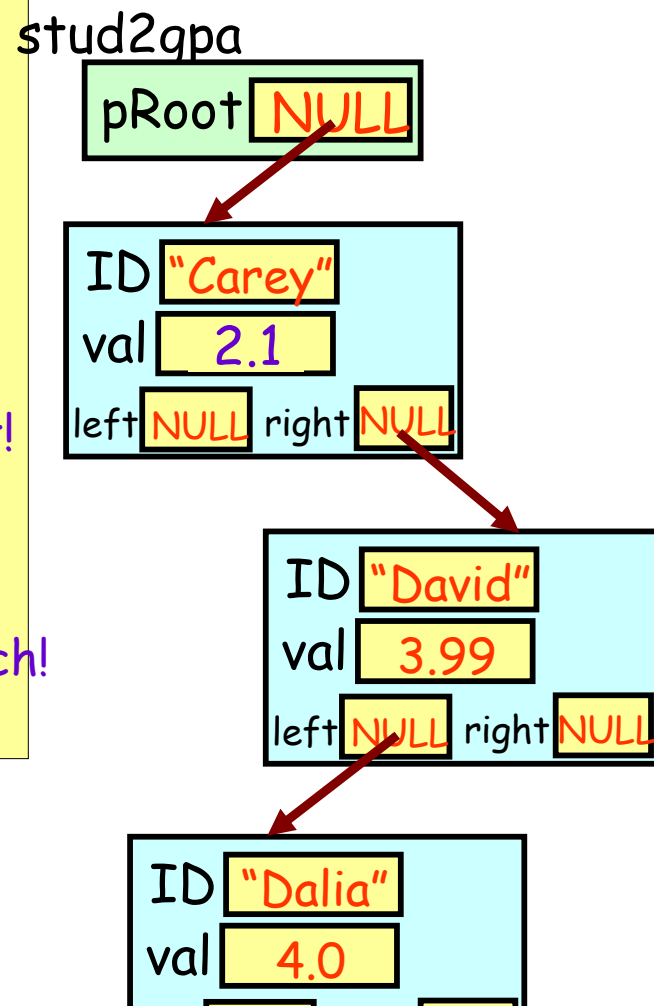 stud2gpa
pRoot NULL
ID "Carey"
val 2.1
left NULL right NULL
ID "David"
val 3.99
left NULL right NULL
ID "Dalia"
val 4.0